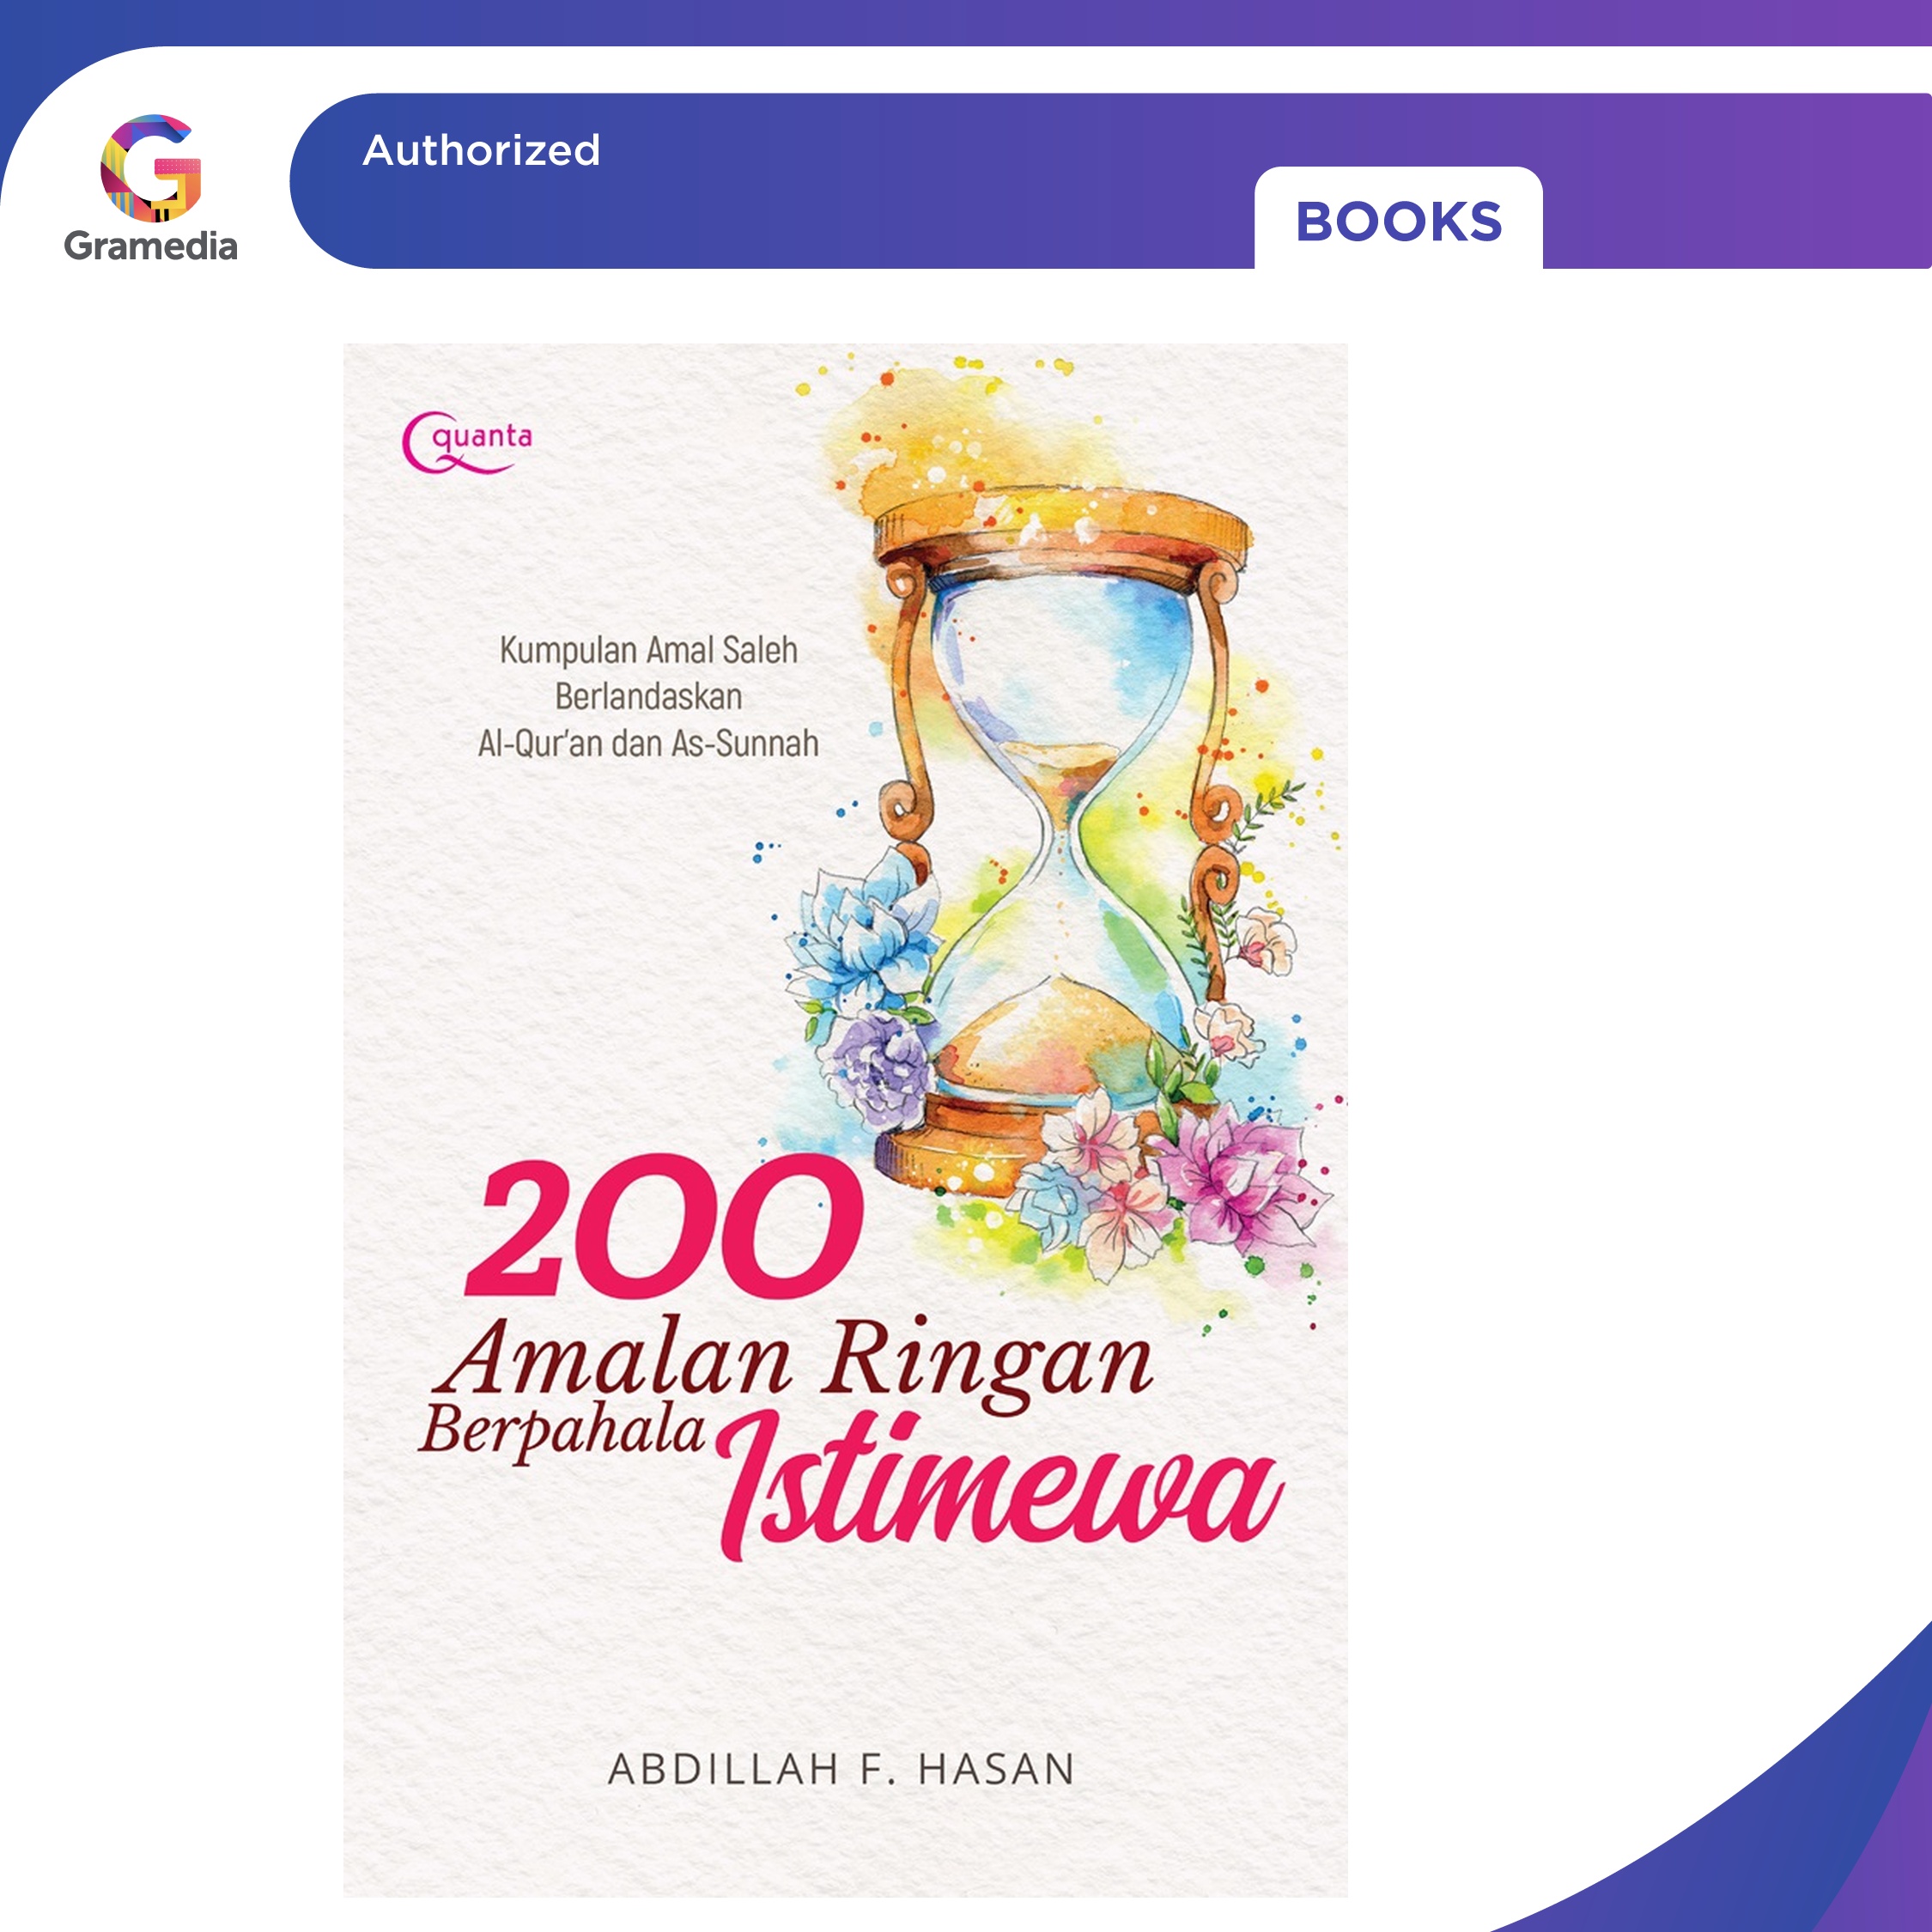 Gramedia
Authorized
BOOKS
quanta
Kumpulan Amal Saleh
Berlandaskan
Al-Qur'an dan As-Sunnah
200
Amalan Ringan
Berpahala Istimewa
ABDILLAH F. HASAN